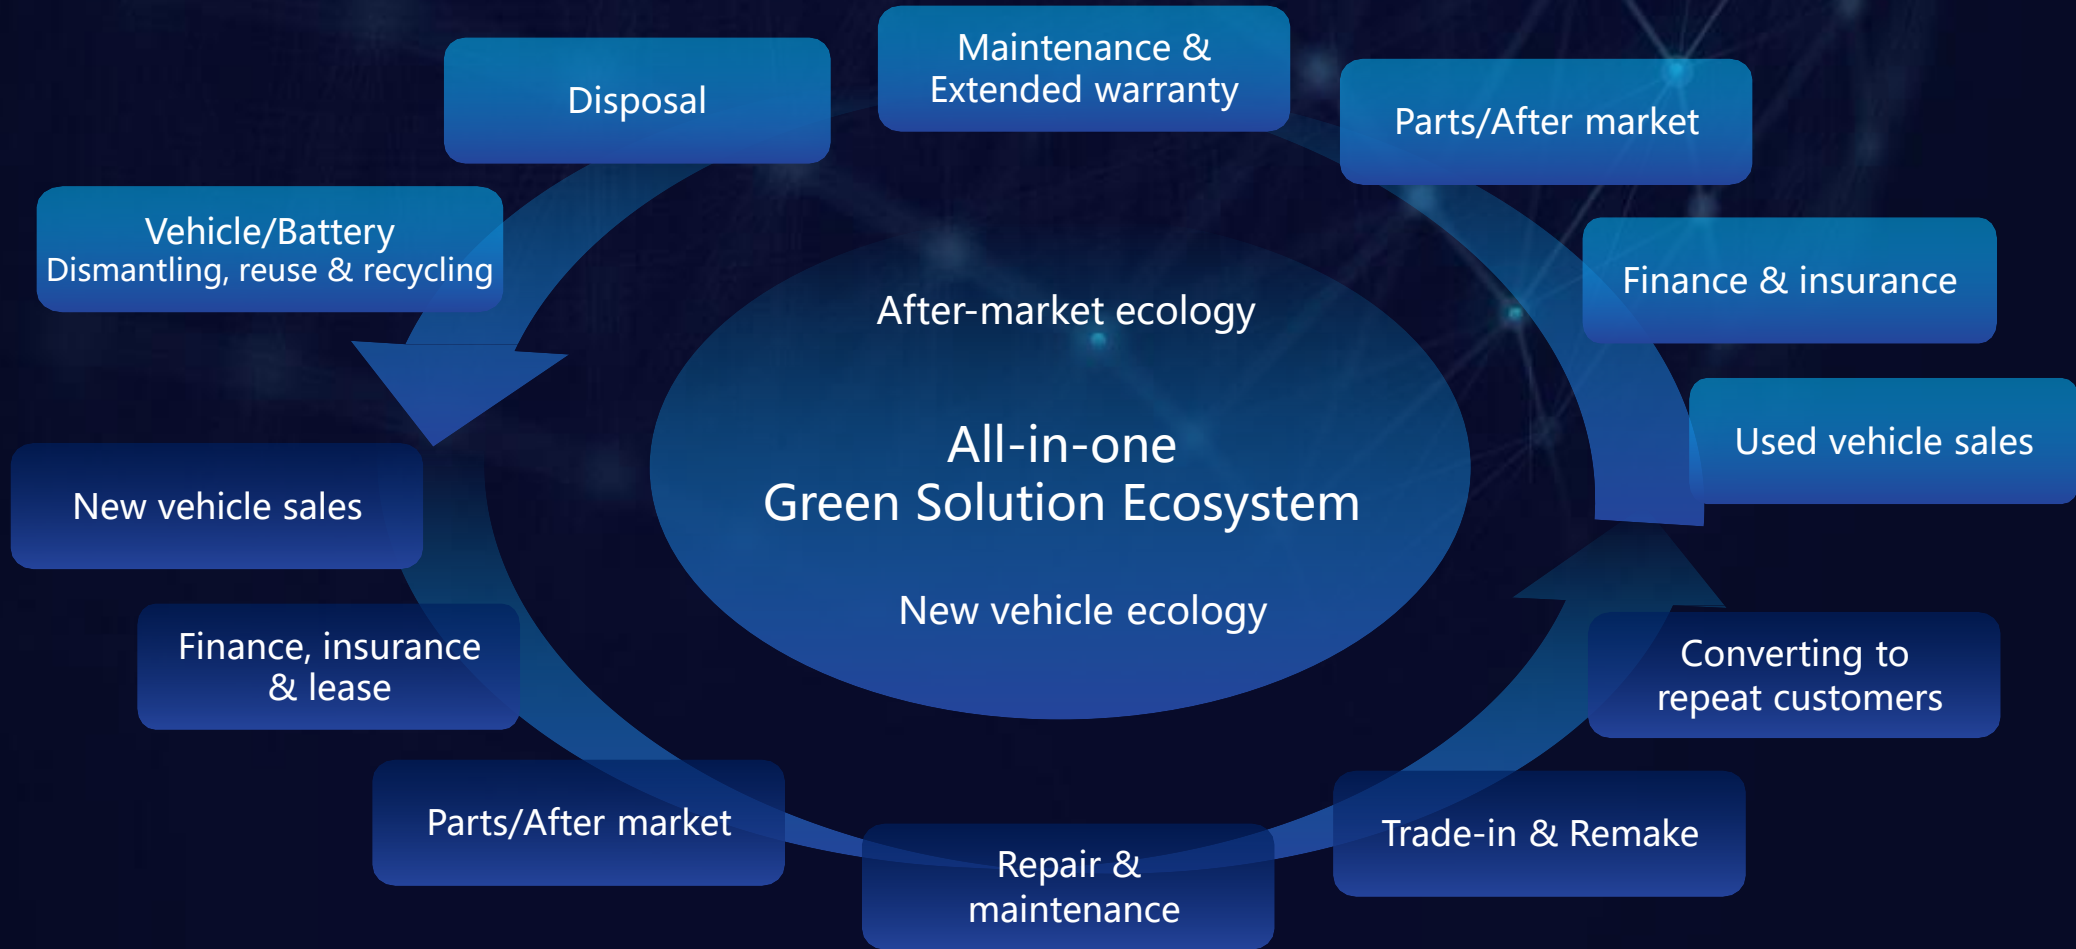 Maintenance &
Extended warranty
Disposal
Parts/After market
Vehicle/Battery
Dismantling, reuse & recycling
Finance & insurance
After-market ecology
Used vehicle sales
All-in-one
Green Solution Ecosystem
New vehicle sales
New vehicle ecology
Finance, insurance
& lease
Converting to
repeat customers
Parts/After market
Trade-in & Remake
Repair &
maintenance